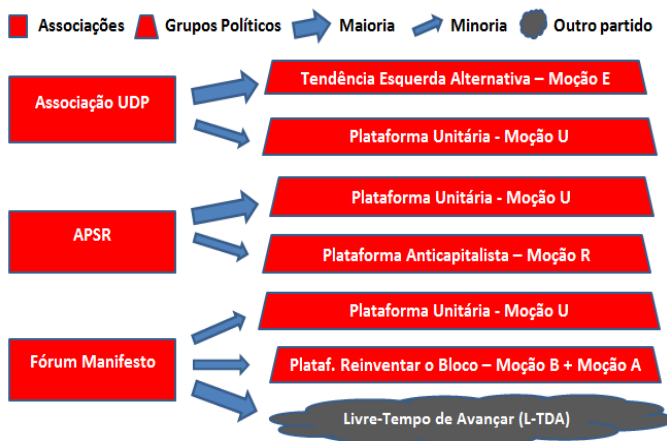 Associações Grupos Políticos Maioria Minoria Outro partido
Associação UDP
Tendência Esquerda Alternativa – Moção E
Plataforma Unitária - Moção U
APSR
Plataforma Unitária - Moção U
Plataforma Anticapitalista – Moção R
Fórum Manifesto
Plataforma Unitária - Moção U
Plataf. Reinventar o Bloco – Moção B + Moção A
Livre-Tempo de Avançar (L-TDA)